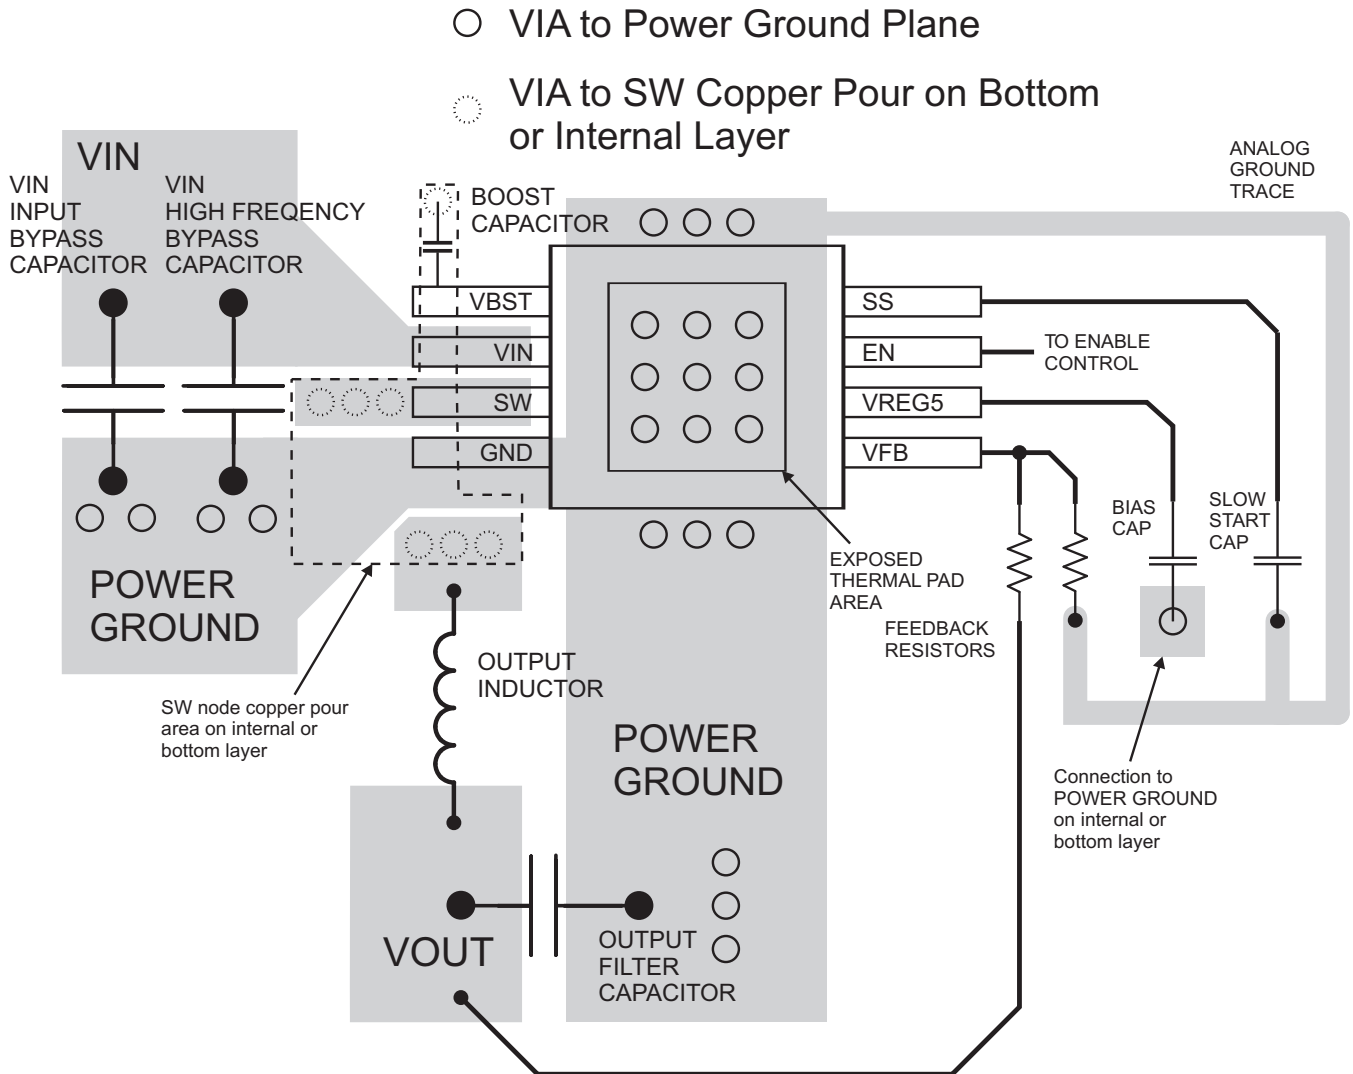 VIA to Power Ground Plane
VIA to SW Copper Pour on Bottom
or Internal Layer
VIN
VIN
INPUT
BYPASS
CAPACITOR
VIN
HIGH FREQENCY
BYPASS
CAPACITOR
BOOST
CAPACITOR
ANALOG
GROUND
TRACE
VBST
VIN
SW
GND
SS
EN
VREG5
VFB
TO ENABLE
CONTROL
BIAS
CAP
SLOW
START
CAP
EXPOSED
THERMAL PAD
AREA
FEEDBACK
RESISTORS
POWER
GROUND
SW node copper pour
area on internal or
bottom layer
OUTPUT
INDUCTOR
POWER
GROUND
Connection to
POWER GROUND
on internal or
bottom layer
VOUT
OUTPUT
FILTER
CAPACITOR